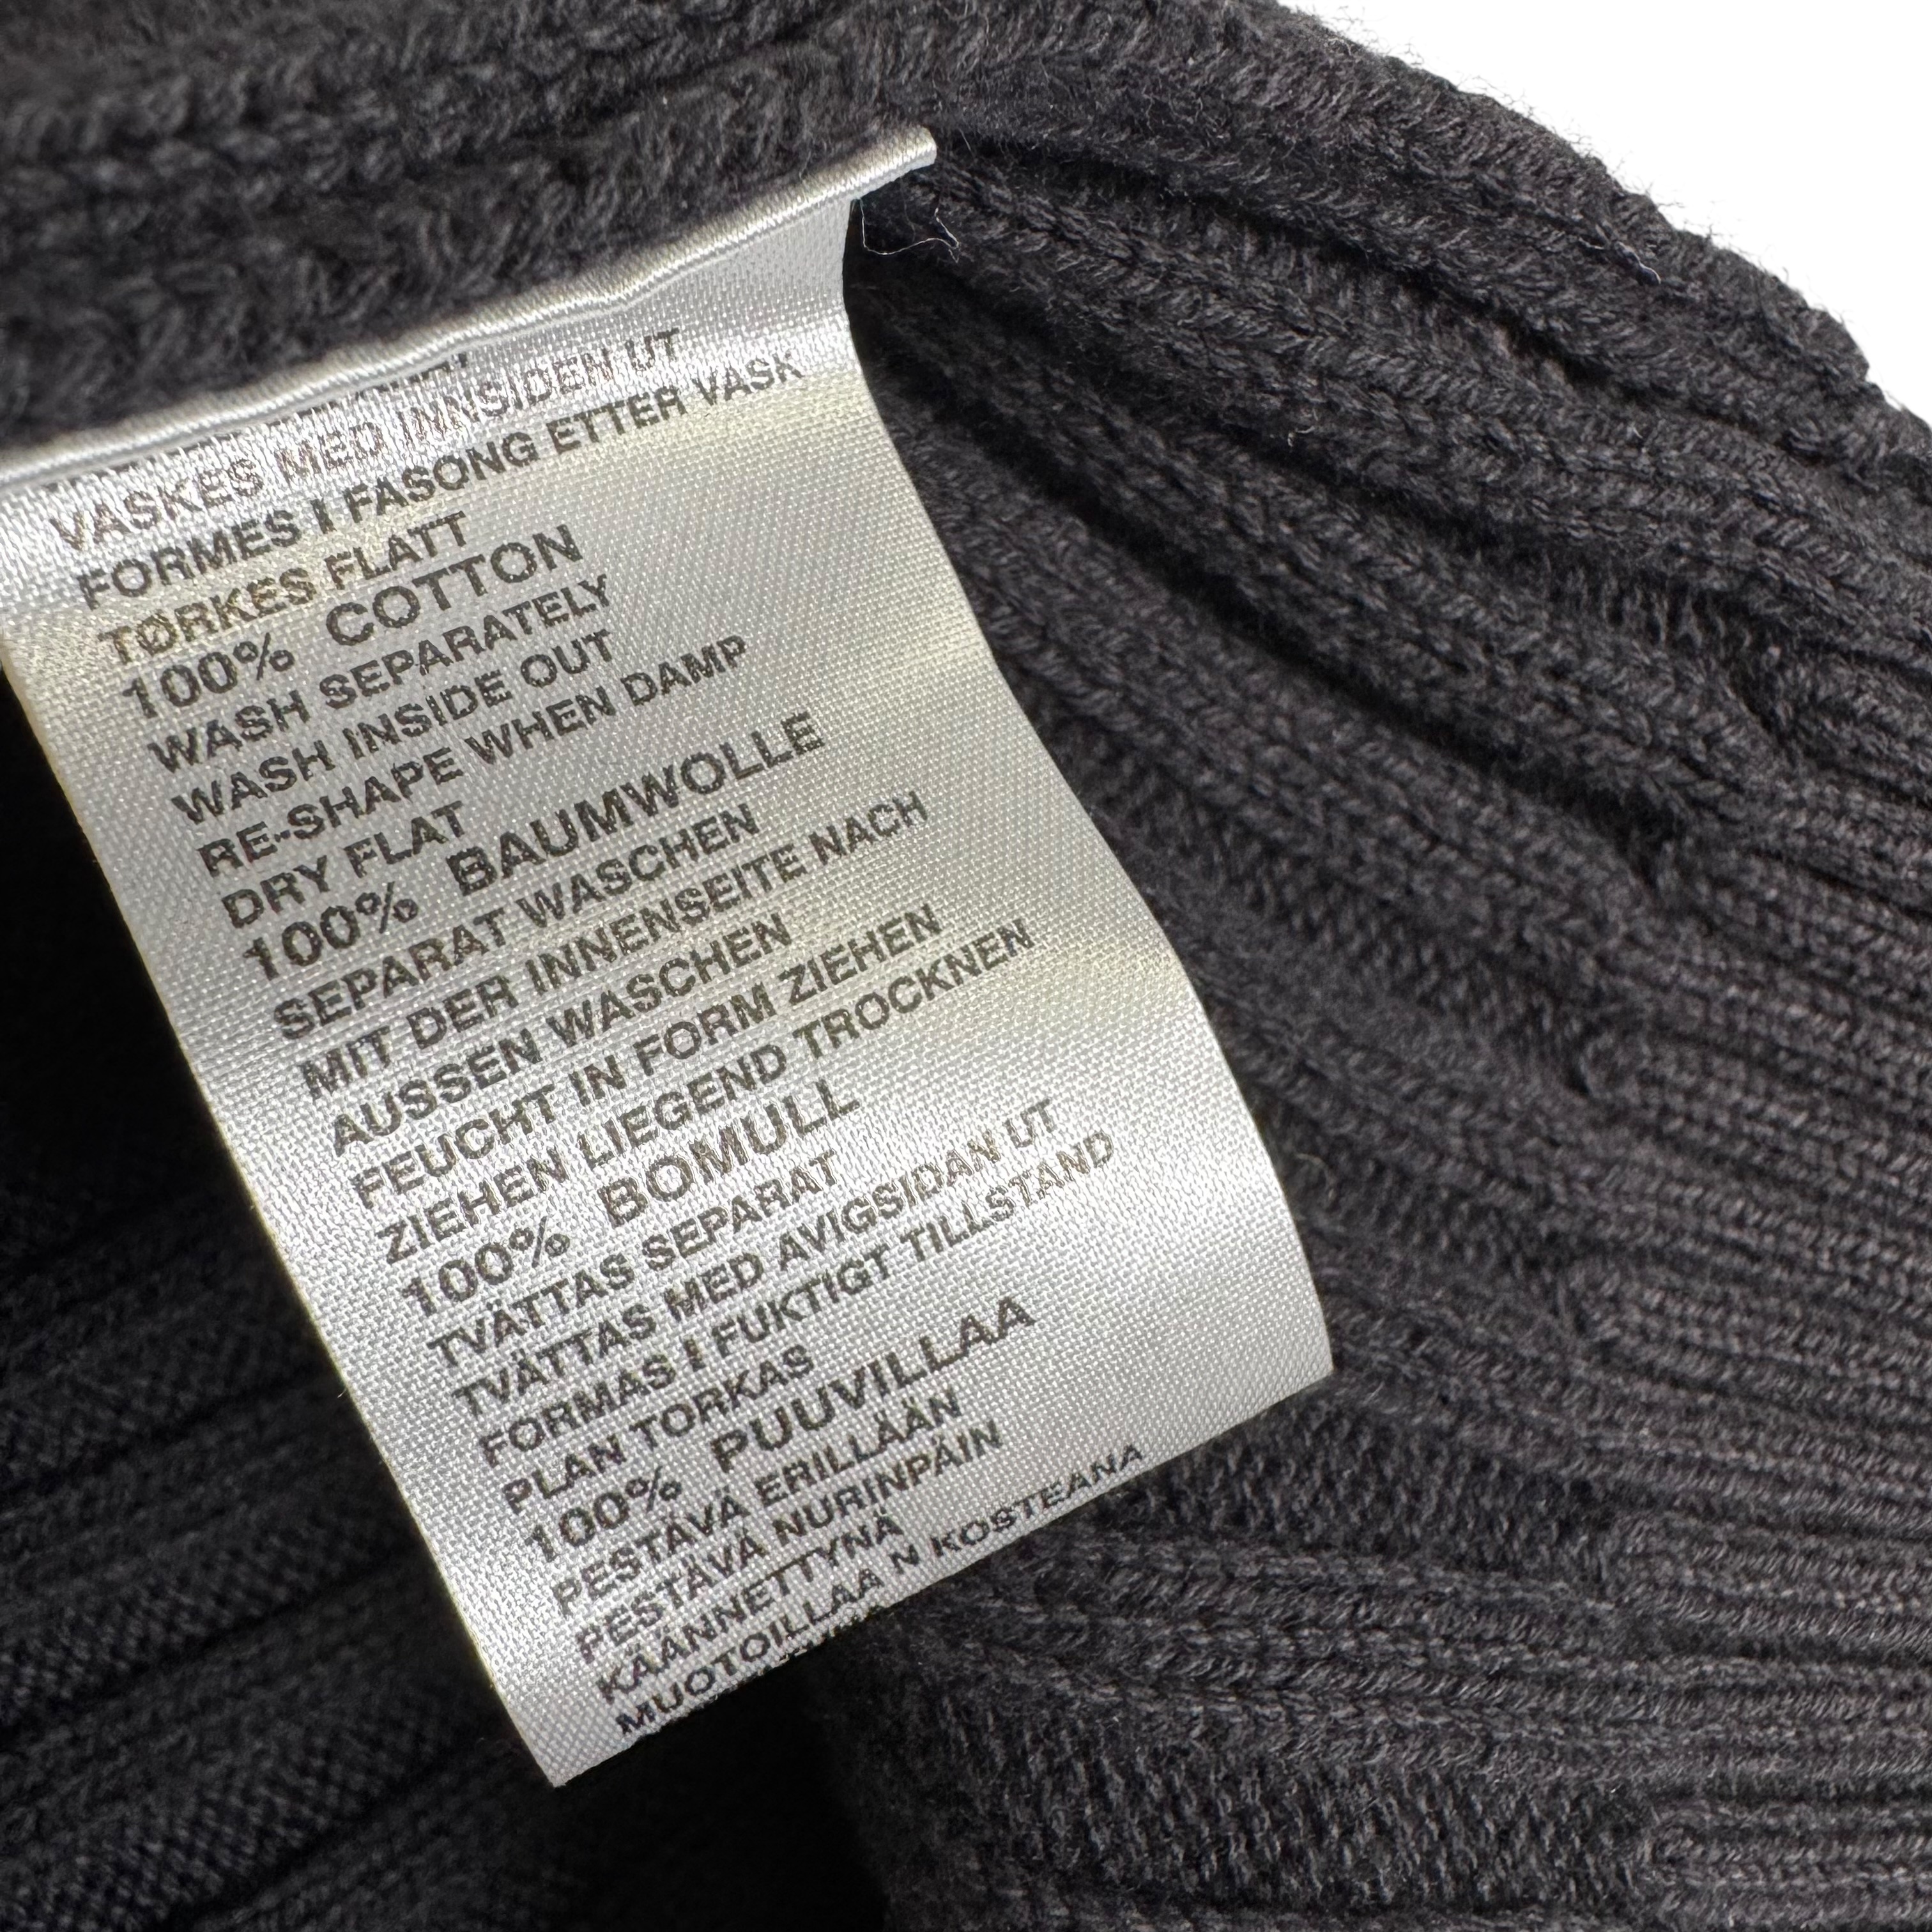 VASKES MED INNSIDEN UT
FORMES I FASONG ETTER VASK
TØRKES FLATT
100% COTTON
WASH SEPARATELY
WASH INSIDE OUT
RE-SHAPE WHEN DAMP
DRY FLAT
100% BAUMWOLLE
SEPARAT WASCHEN
MIT DER INNENSEITE NACH
AUSSEN WASCHEN
FEUCHT IN FORM ZIEHEN
ZIEHEN LIEGEND TROCKNEN
100% BOMULL
TVÄTTAS SEPARAT
TVÄTTAS MED AVIGSIDAN UT
FORMAS I FUKTIGT TILLSTAND
PLAN TORKAS
100% PUUVILLAA
PESTÄVÄ ERILLÄÄN
PESTÄVÄ NURINPÄIN
KÄÄNNETTYNÄ
MUOTOILLAA N KOSTEANA